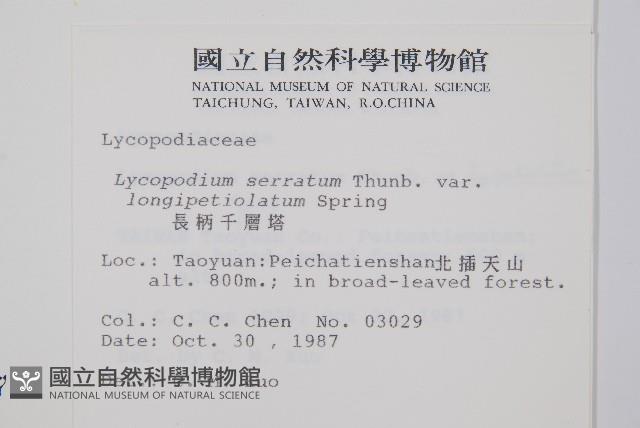 國立自然科學博物館
NATIONAL MUSEUM OF NATURAL SCIENCE
TAICHUNG, TAIWAN, R.O.CHINA
Lycopodiaceae
Lycopodium serratum Thunb. var.
longipetiolatum Spring
長柄千層塔
Loc.: Taoyuan:Peichatienshan北插天山
alt. 800m.; in broad-leaved forest.
Col.: C. C. Chen No. 03029
Date: Oct. 30 , 1987
國立自然科學博物館
NATIONAL MUSEUM OF NATURAL SCIENCE